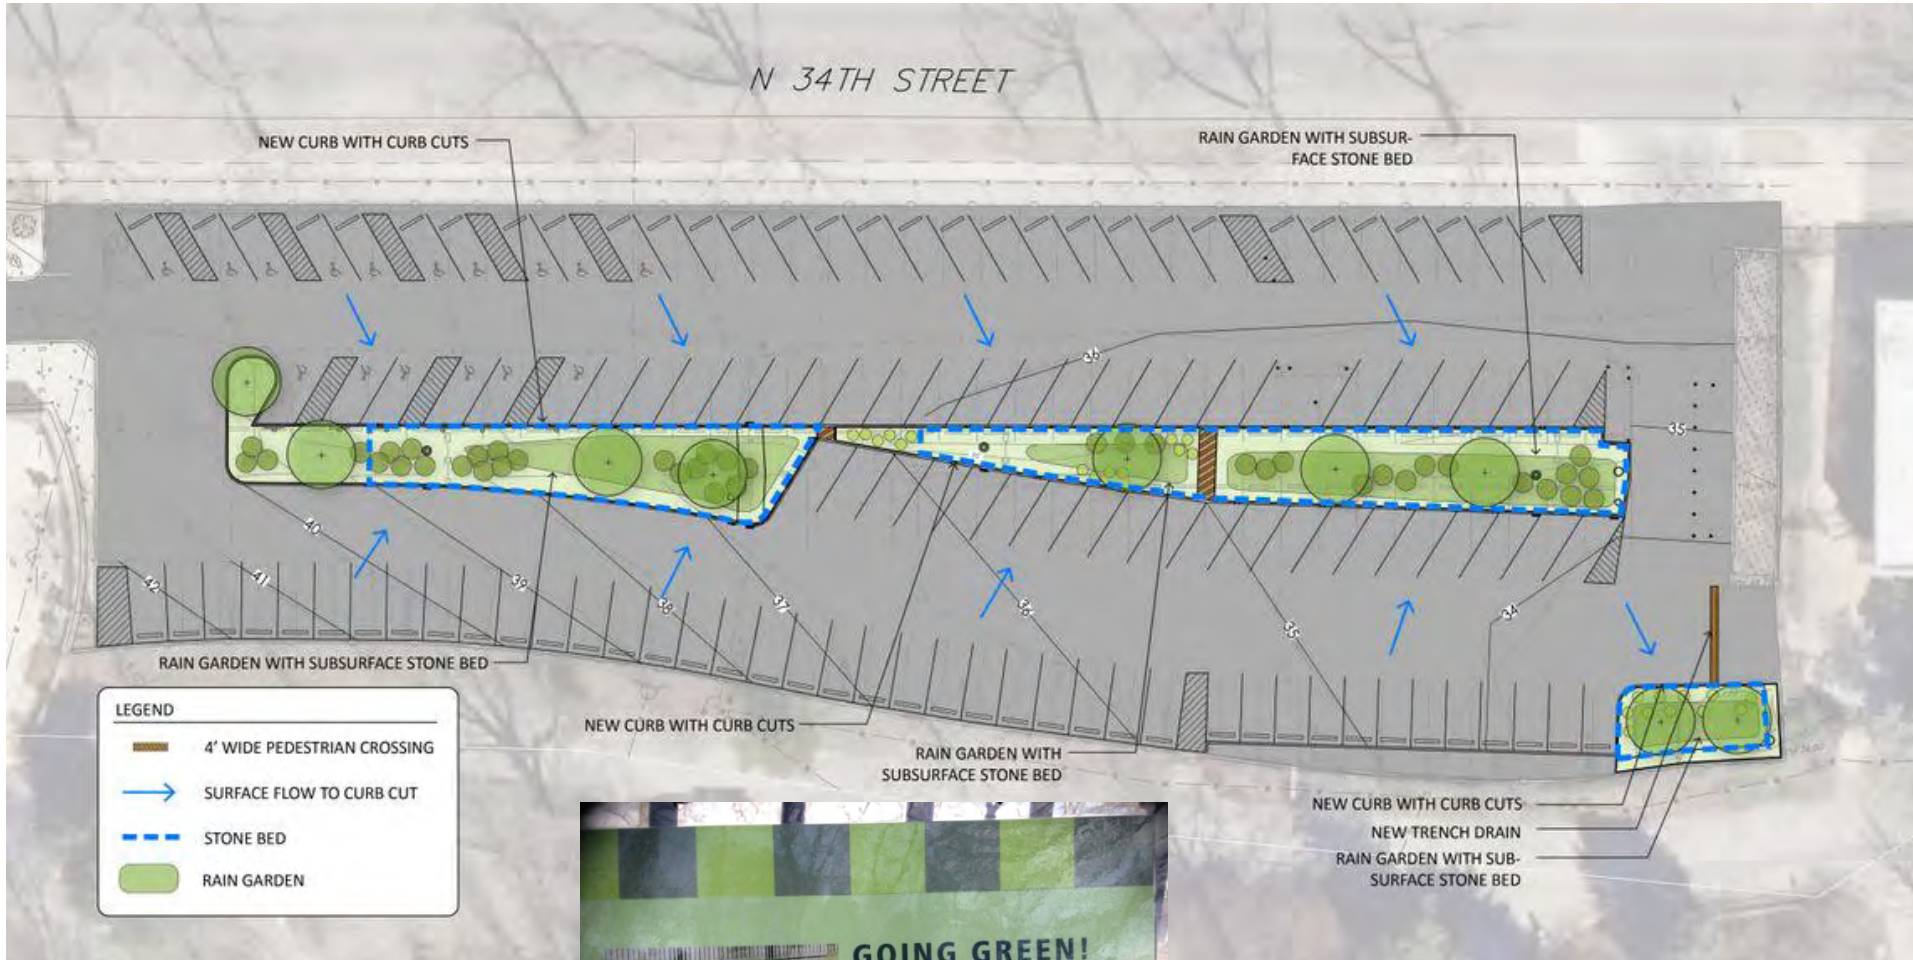 N 34TH STREET
NEW CURB WITH CURB CUTS
RAIN GARDEN WITH SUBSUR-
FACE STONE BED
36
35
40
42
41
39
38
37
36
35
34
RAIN GARDEN WITH SUBSURFACE STONE BED
NEW CURB WITH CURB CUTS
RAIN GARDEN WITH
SUBSURFACE STONE BED
NEW CURB WITH CURB CUTS
NEW TRENCH DRAIN
RAIN GARDEN WITH SUB-
SURFACE STONE BED
LEGEND
4' WIDE PEDESTRIAN CROSSING
SURFACE FLOW TO CURB CUT
STONE BED
RAIN GARDEN
GOING GREEN!